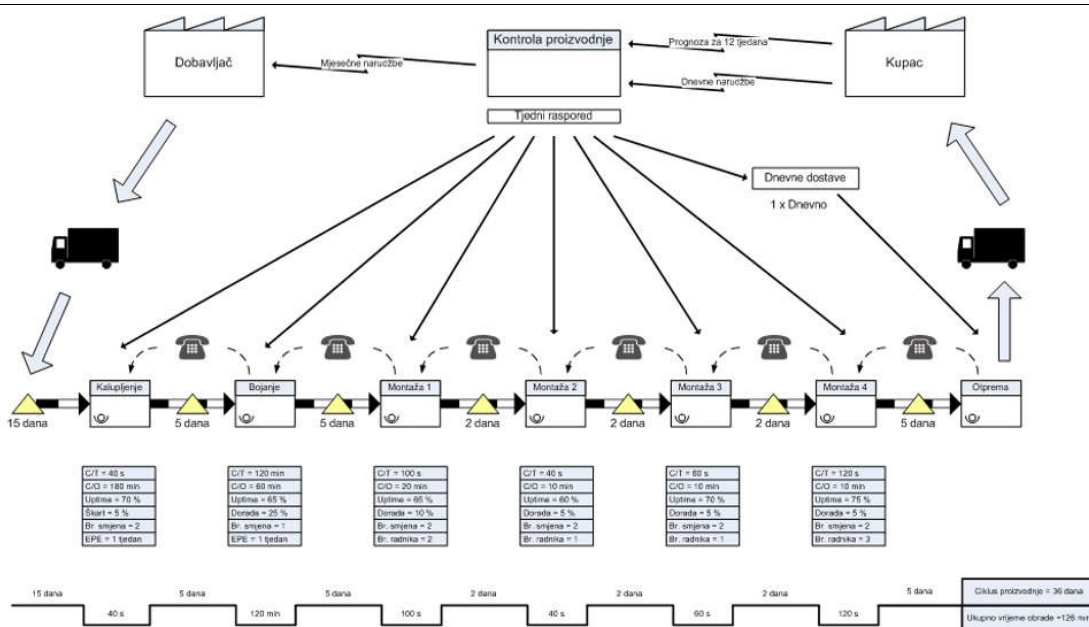 Dobavljač
Mjesečne narudžbe
Kontrola proizvodnje
Prognoza za 12 tjedana
Dnevne narudžbe
Kupac
Tjedni raspored
Dnevne dostave
1 x Dnevno
Kalupljenje
Bojanje
Montaža 1
Montaža 2
Montaža 3
Montaža 4
Otprema
15 dana
5 dana
5 dana
2 dana
2 dana
2 dana
5 dana
C/T = 40 s
C/O = 180 min
Uptime = 70 %
Škart = 5 %
Br. smjena = 2
EPE = 1 tjedan
C/T = 120 min
C/O = 60 min
Uptime = 65 %
Dorada = 25 %
Br. smjena = 1
EPE = 1 tjedan
C/T = 100 s
C/O = 20 min
Uptime = 65 %
Dorada = 10 %
Br. smjena = 2
Br. radnika = 2
C/T = 40 s
C/O = 10 min
Uptime = 60 %
Dorada = 5 %
Br. smjena = 2
Br. radnika = 1
C/T = 60 s
C/O = 10 min
Uptime = 70 %
Dorada = 5 %
Br. smjena = 2
Br. radnika = 1
C/T = 120 s
C/O = 10 min
Uptime = 75 %
Dorada = 5 %
Br. smjena = 2
Br. radnika = 3
15 dana
40 s
5 dana
120 min
5 dana
100 s
2 dana
40 s
2 dana
60 s
2 dana
120 s
5 dana
Ciklus proizvodnje = 36 dana
Ukupno vrijeme obrade =126 min